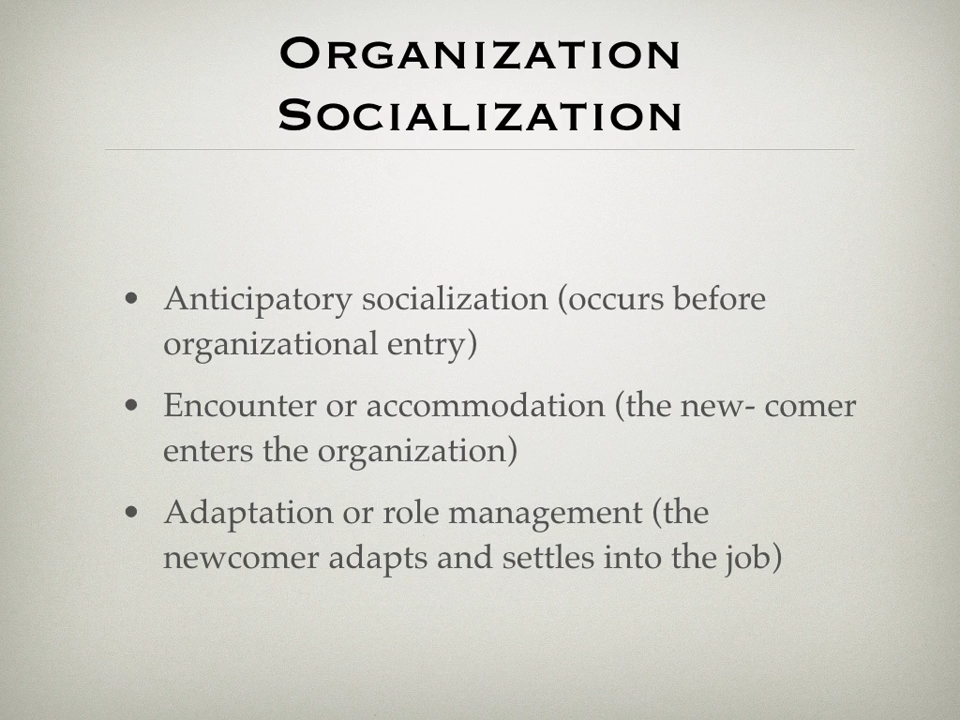 Organization
Socialization
• Anticipatory socialization (occurs before
organizational entry)
• Encounter or accommodation (the new- comer
enters the organization)
• Adaptation or role management (the
newcomer adapts and settles into the job)